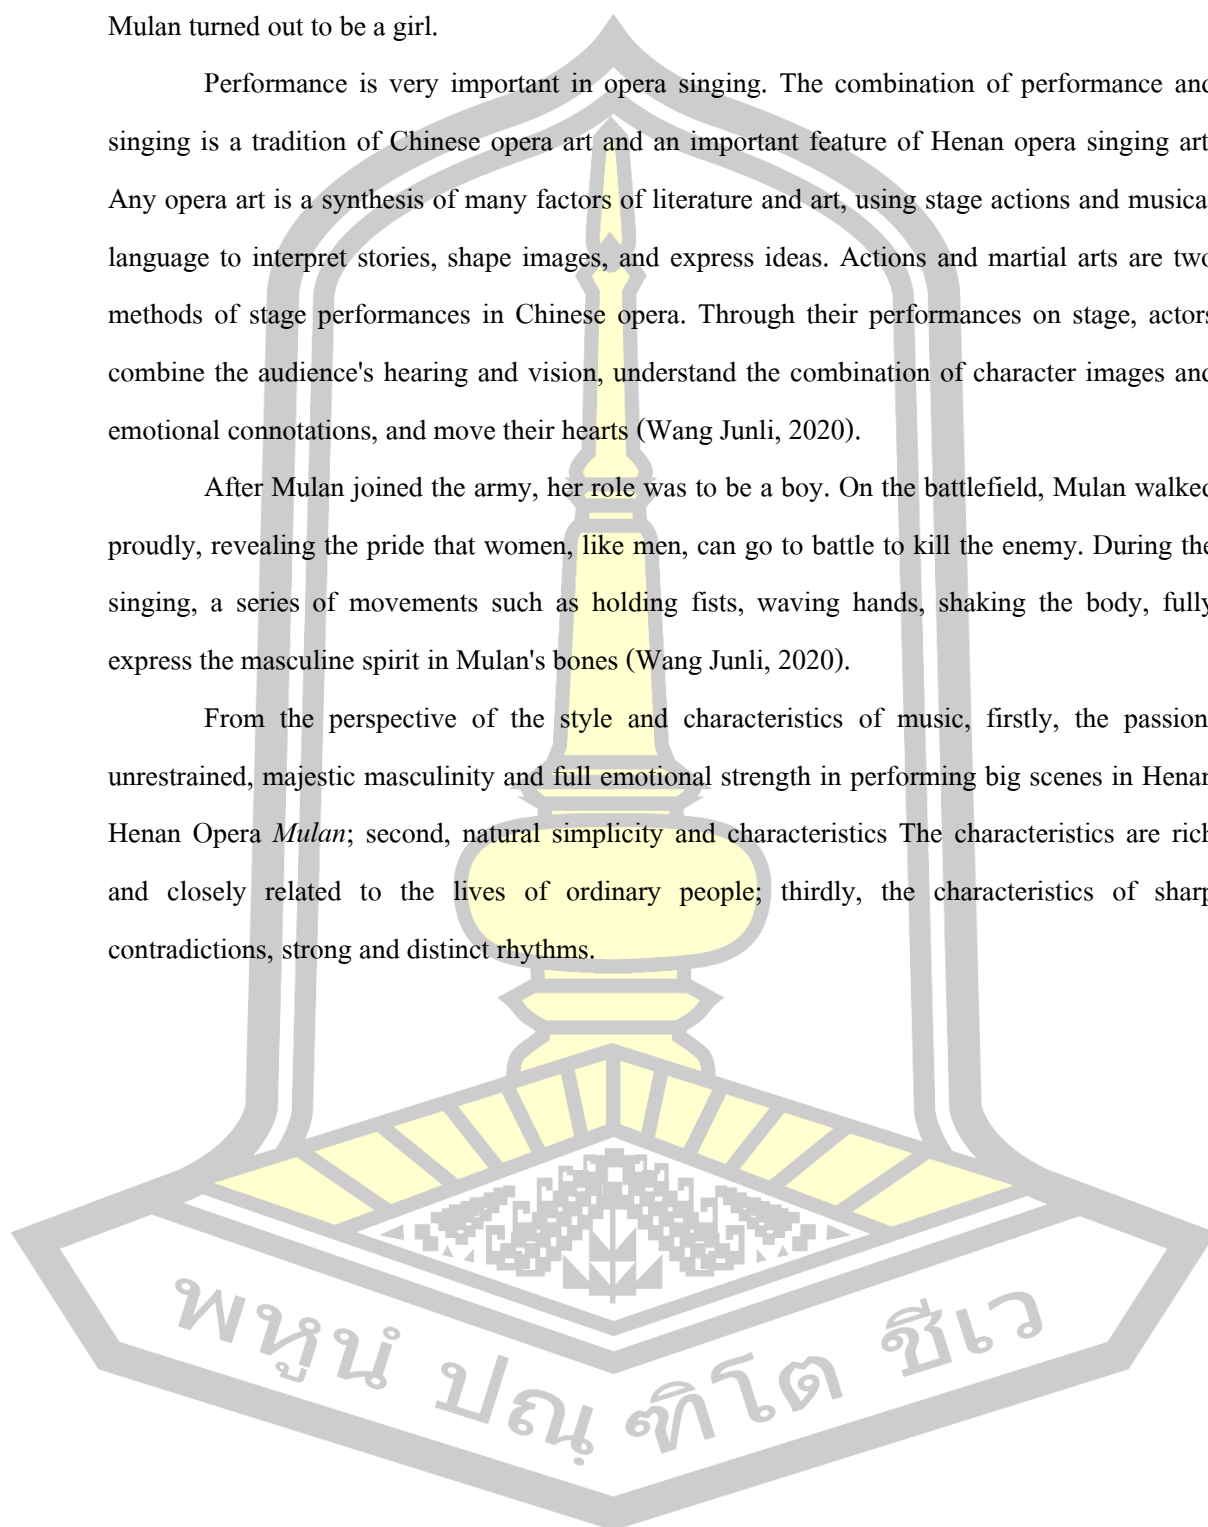 Mulan turned out to be a girl.
Performance is very important in opera singing. The combination of performance and
singing is a tradition of Chinese opera art and an important feature of Henan opera singing art
Any opera art is a synthesis of many factors of literature and art, using stage actions and musica
language to interpret stories, shape images, and express ideas. Actions and martial arts are two
methods of stage performances in Chinese opera. Through their performances on stage, actors
combine the audience's hearing and vision, understand the combination of character images and
emotional connotations, and move their hearts (Wang Junli, 2020).
After Mulan joined the army, her role was to be a boy. On the battlefield, Mulan walked
proudly, revealing the pride that women, like men, can go to battle to kill the enemy. During the
singing, a series of movements such as holding fists, waving hands, shaking the body, fully
express the masculine spirit in Mulan's bones (Wang Junli, 2020).
From the perspective of the style and characteristics of music, firstly, the passion
unrestrained, majestic masculinity and full emotional strength in performing big scenes in Henan
Henan Opera Mulan; second, natural simplicity and characteristics The characteristics are rich
and closely related to the lives of ordinary people; thirdly, the characteristics of sharp
contradictions, strong and distinct rhythms.
พหูนํ ปณฺฑิโต ชีเว